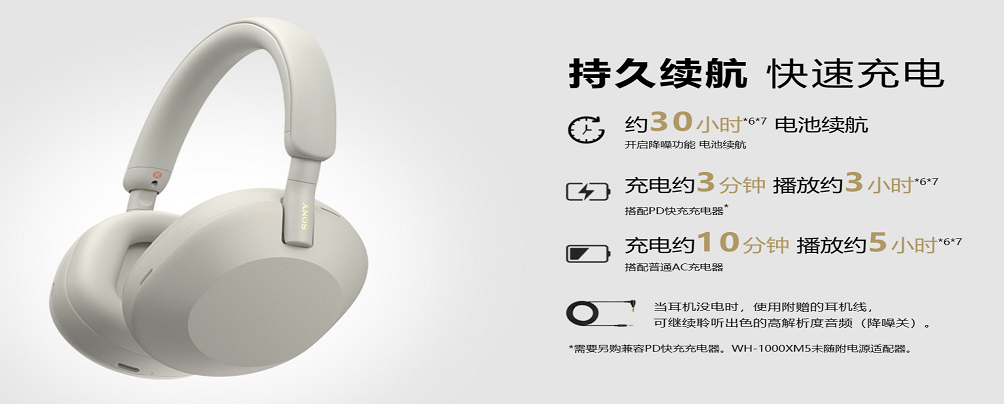 SONY
持久续航 快速充电
约30小时*6*7 电池续航
开启降噪功能 电池续航
充电约3分钟 播放约3小时*6*7
搭配PD快充充电器*
充电约10分钟 播放约5小时*6*7
搭配普通AC充电器
当耳机没电时，使用附赠的耳机线，
可继续聆听出色的高解析度音频（降噪关）。
*需要另购兼容PD快充充电器。WH-1000XM5未随附电源适配器。